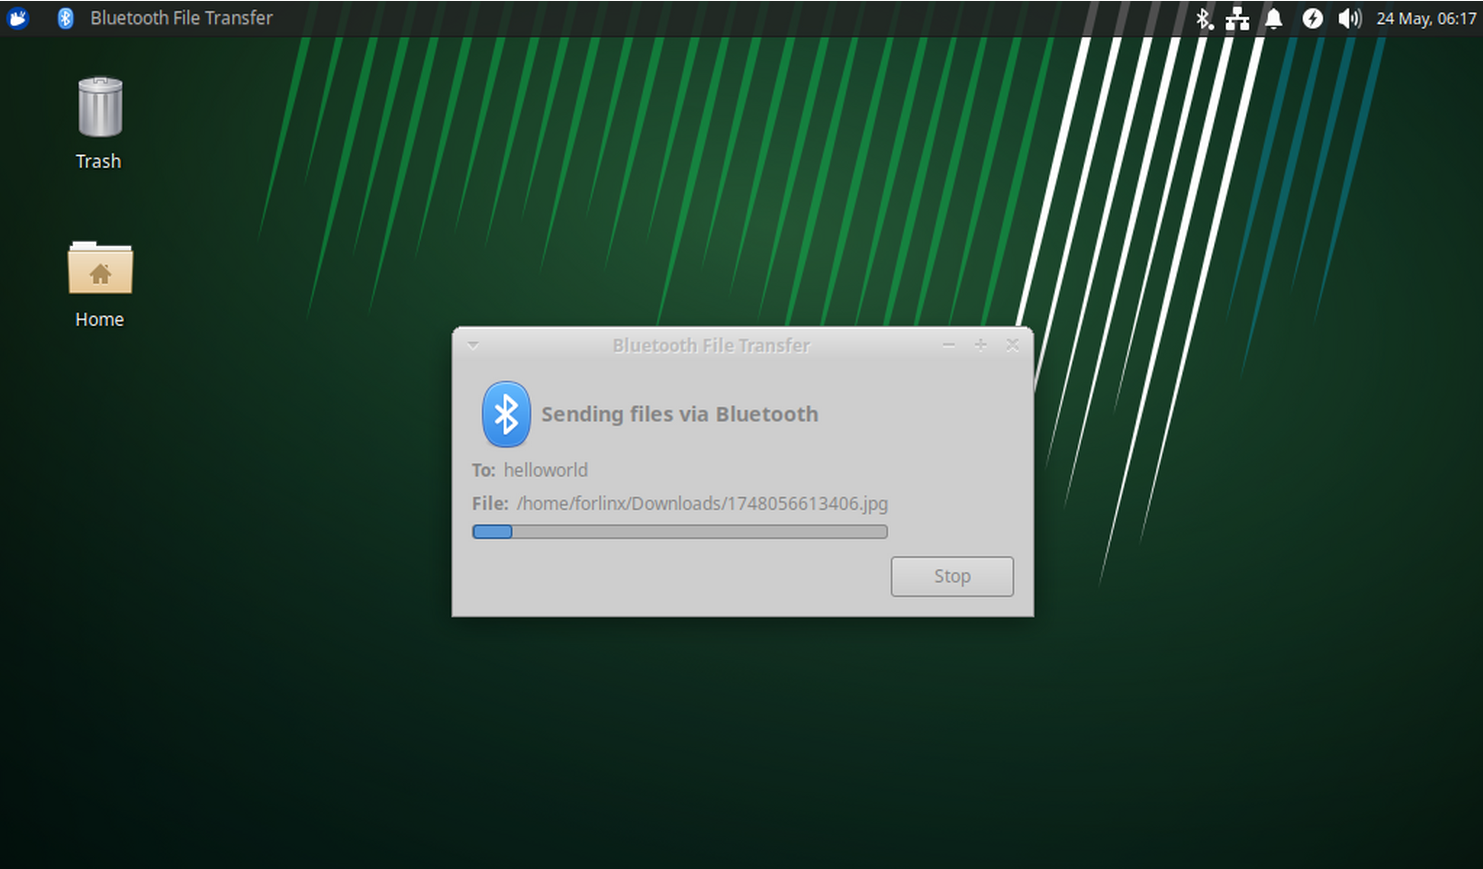 Bluetooth File Transfer
24 May, 06:17
Trash
Home
Bluetooth File Transfer
Sending files via Bluetooth
To: helloworld
File: /home/forlinx/Downloads/1748056613406.jpg
Stop